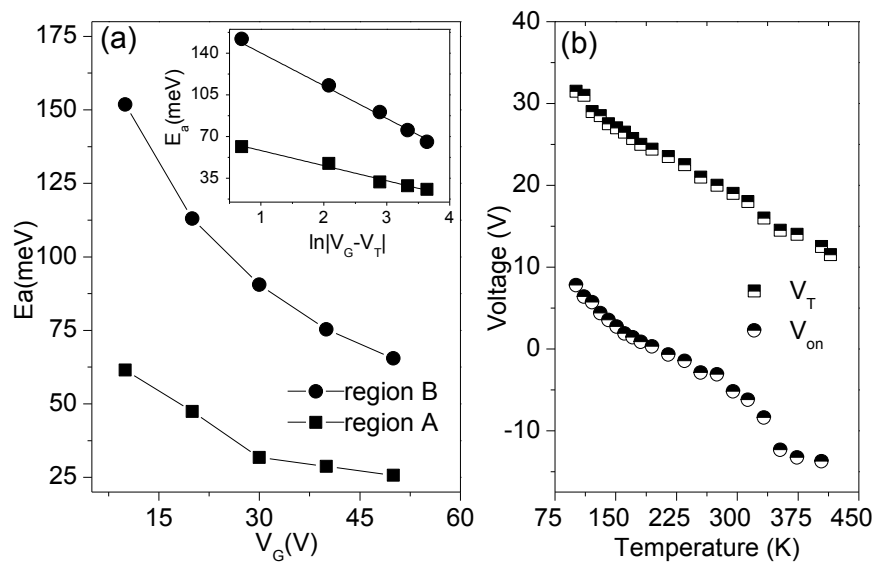 (a)
Ea(meV)
175
150
125
100
75
50
25
15
30
45
60
V_G(V)
region B
region A
E_a(meV)
140
105
70
35
1
2
3
4
ln|V_G-V_T|
(b)
Voltage (V)
40
30
20
10
0
-10
75
150
225
300
375
450
Temperature (K)
V_T
V_on